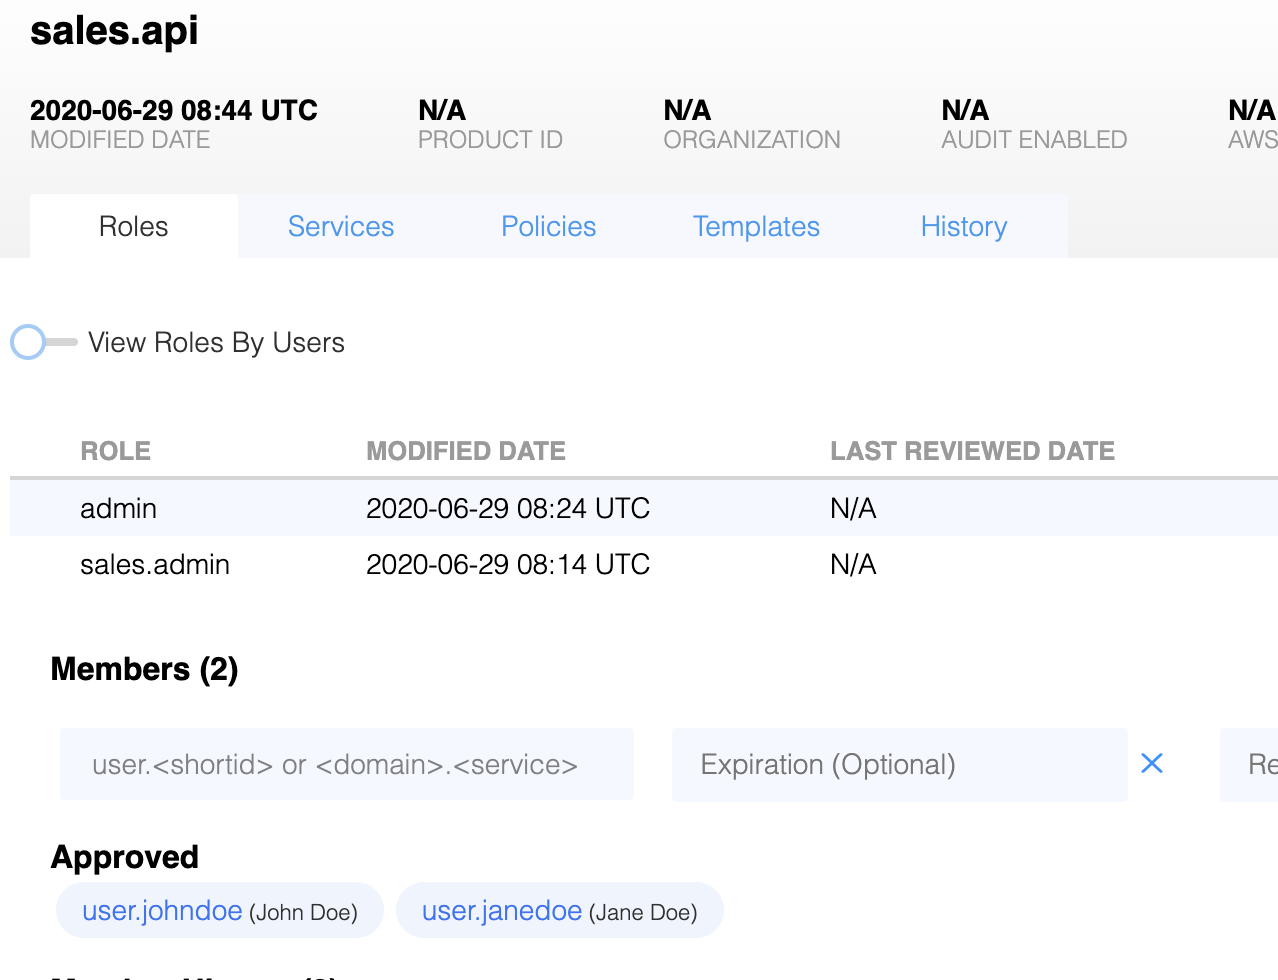 sales.api
2020-06-29 08:44 UTC N/A N/A N/A N/A
MODIFIED DATE PRODUCT ID ORGANIZATION AUDIT ENABLED AWS
Roles Services Policies Templates History
View Roles By Users
ROLE MODIFIED DATE LAST REVIEWED DATE
admin 2020-06-29 08:24 UTC N/A
sales.admin 2020-06-29 08:14 UTC N/A
Members (2)
user.<shortid> or <domain>.<service> Expiration (Optional) Re
Approved
user.johndoe (John Doe) user.janedoe (Jane Doe)